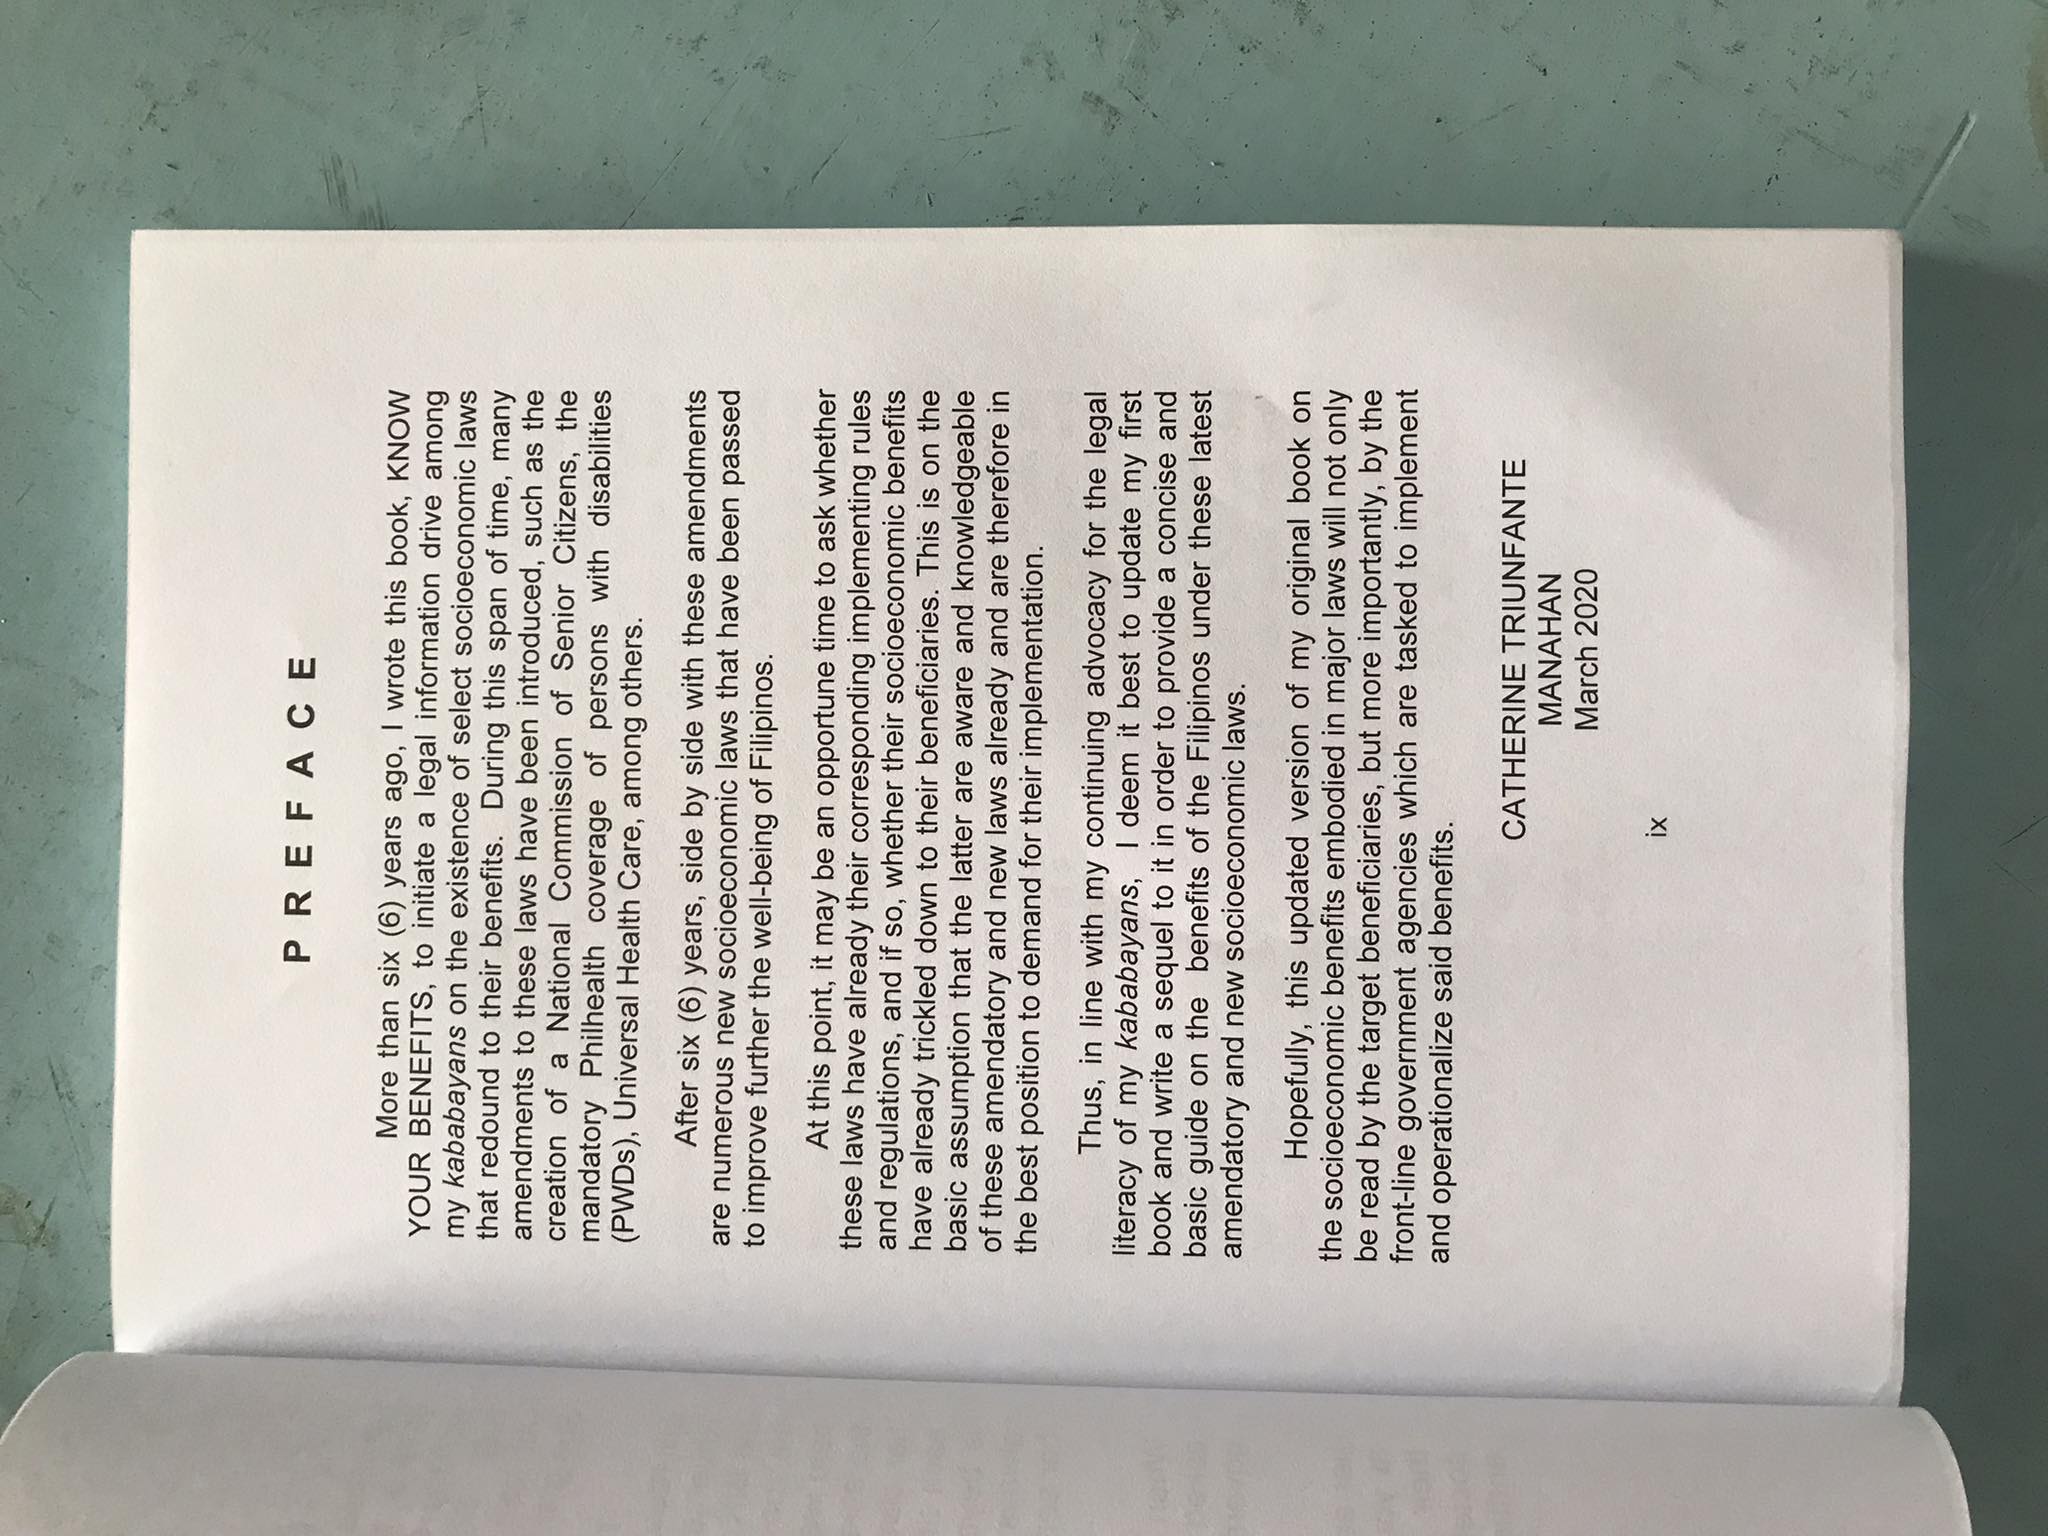 PREFACE
More than six (6) years ago, I wrote this book, KNOW
YOUR BENEFITS, to initiate a legal information drive among
my kababayans on the existence of select socioeconomic laws
that redound to their benefits. During this span of time, many
amendments to these laws have been introduced, such as the
creation of a National Commission of Senior Citizens, the
mandatory Philhealth coverage of persons with disabilities
(PWDs), Universal Health Care, among others.
After six (6) years, side by side with these amendments
are numerous new socioeconomic laws that have been passed
to improve further the well-being of Filipinos.
At this point, it may be an opportune time to ask whether
these laws have already their corresponding implementing rules
and regulations, and if so, whether their socioeconomic benefits
have already trickled down to their beneficiaries. This is on the
basic assumption that the latter are aware and knowledgeable
of these amendatory and new laws already and are therefore in
the best position to demand for their implementation.
Thus, in line with my continuing advocacy for the legal
literacy of my kababayans, I deem it best to update my first
book and write a sequel to it in order to provide a concise and
basic guide on the benefits of the Filipinos under these latest
amendatory and new socioeconomic laws.
Hopefully, this updated version of my original book on
the socioeconomic benefits embodied in major laws will not only
be read by the target beneficiaries, but more importantly, by the
front-line government agencies which are tasked to implement
and operationalize said benefits.
CATHERINE TRIUNFANTE
MANAHAN
March 2020
ix